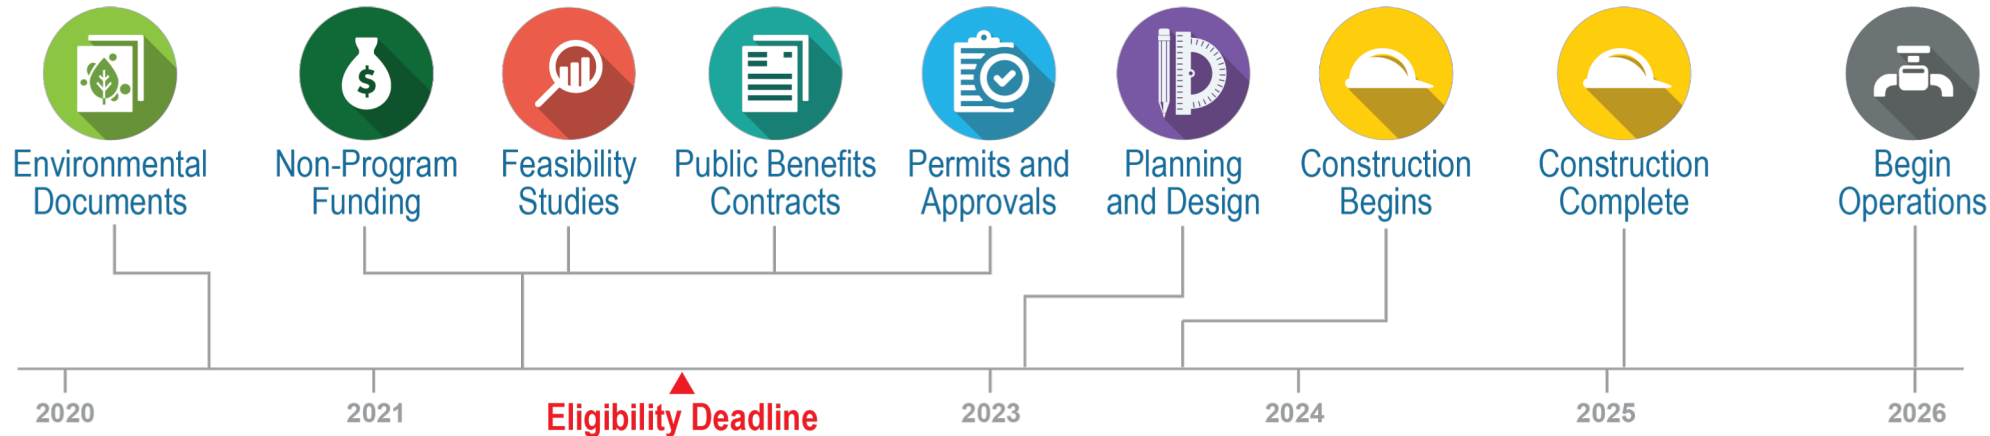 $
Environmental
Documents
Non-Program
Funding
Feasibility
Studies
Public Benefits
Contracts
Permits and
Approvals
Planning
and Design
Construction
Begins
Construction
Complete
Begin
Operations
2020
2021
Eligibility Deadline
2023
2024
2025
2026